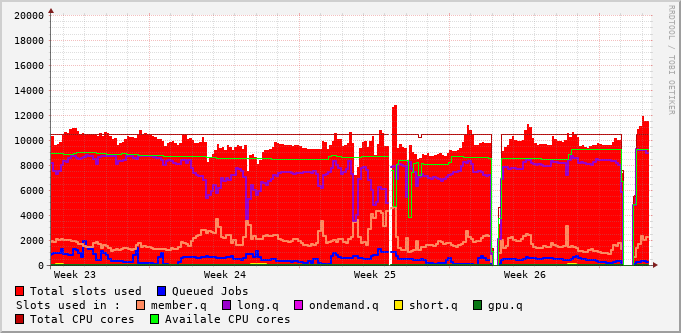 RRDTOOL / TOBI OETIKER
20000
18000
16000
14000
12000
10000
8000
6000
4000
2000
0
Week 23 Week 24 Week 25 Week 26
Total slots used Queued Jobs
Slots used in : member.q long.q ondemand.q short.q gpu.q
Total CPU cores Availale CPU cores